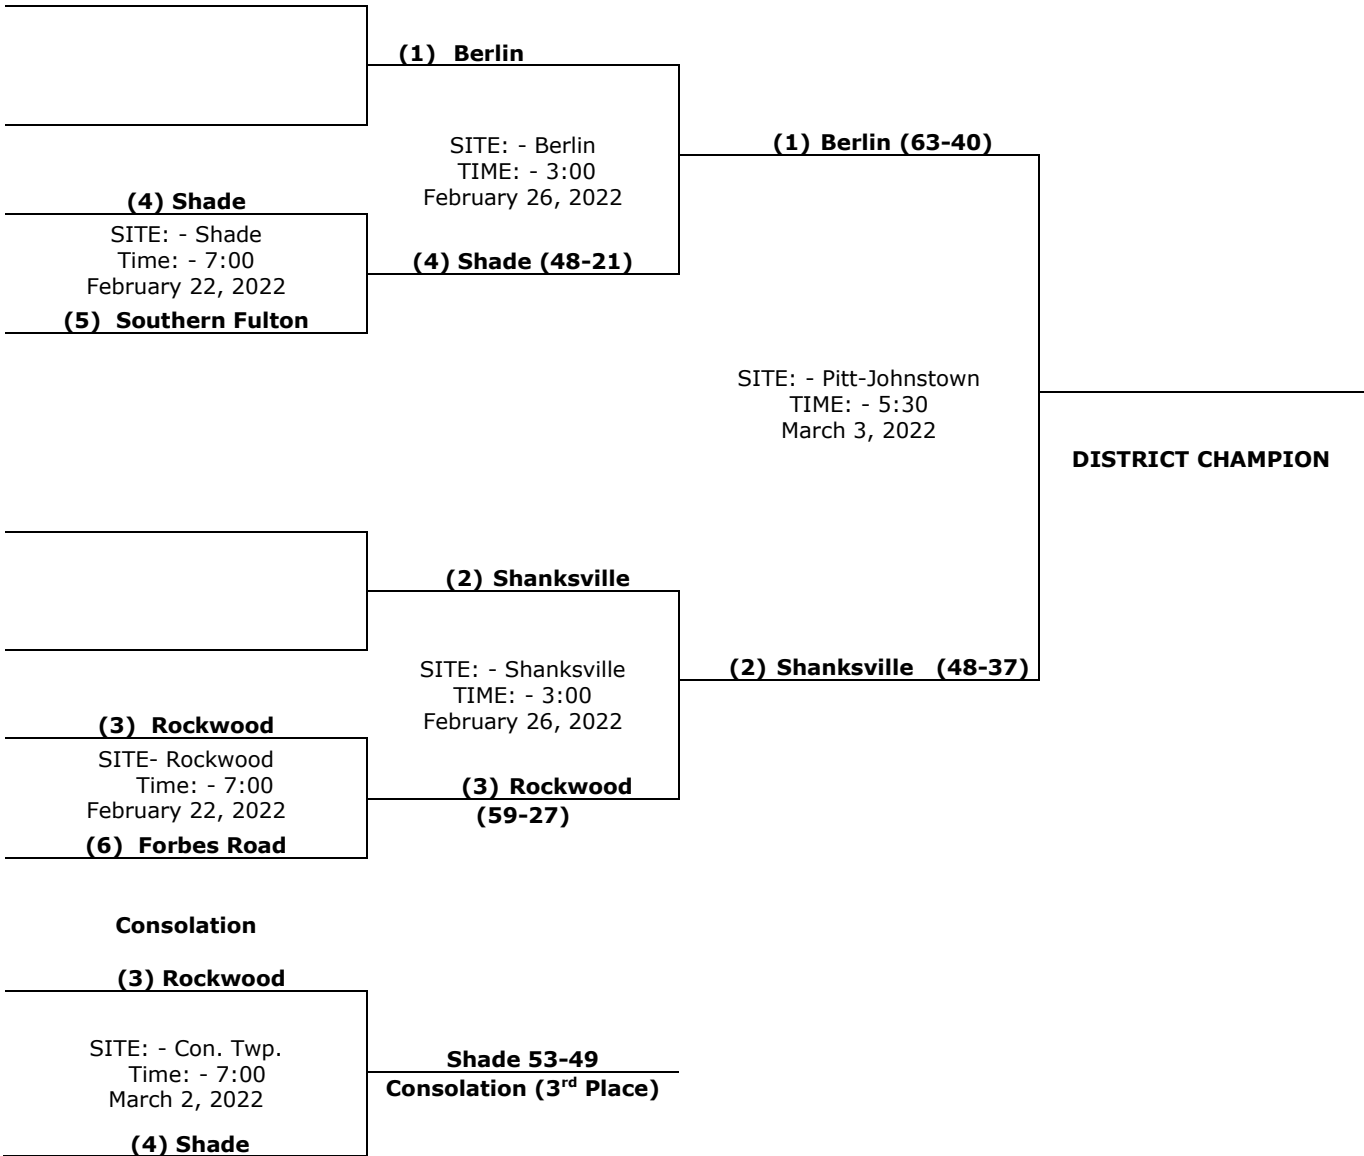 (1) Berlin
SITE: - Berlin
TIME: - 3:00
February 26, 2022
(1) Berlin (63-40)
(4) Shade
SITE: - Shade
Time: - 7:00
February 22, 2022
(5) Southern Fulton
(4) Shade (48-21)
SITE: - Pitt-Johnstown
TIME: - 5:30
March 3, 2022
DISTRICT CHAMPION
(2) Shanksville
SITE: - Shanksville
TIME: - 3:00
February 26, 2022
(2) Shanksville (48-37)
(3) Rockwood
SITE- Rockwood
Time: - 7:00
February 22, 2022
(6) Forbes Road
(3) Rockwood
(59-27)
Consolation
(3) Rockwood
SITE: - Con. Twp.
Time: - 7:00
March 2, 2022
(4) Shade
Shade 53-49
Consolation (3rd Place)